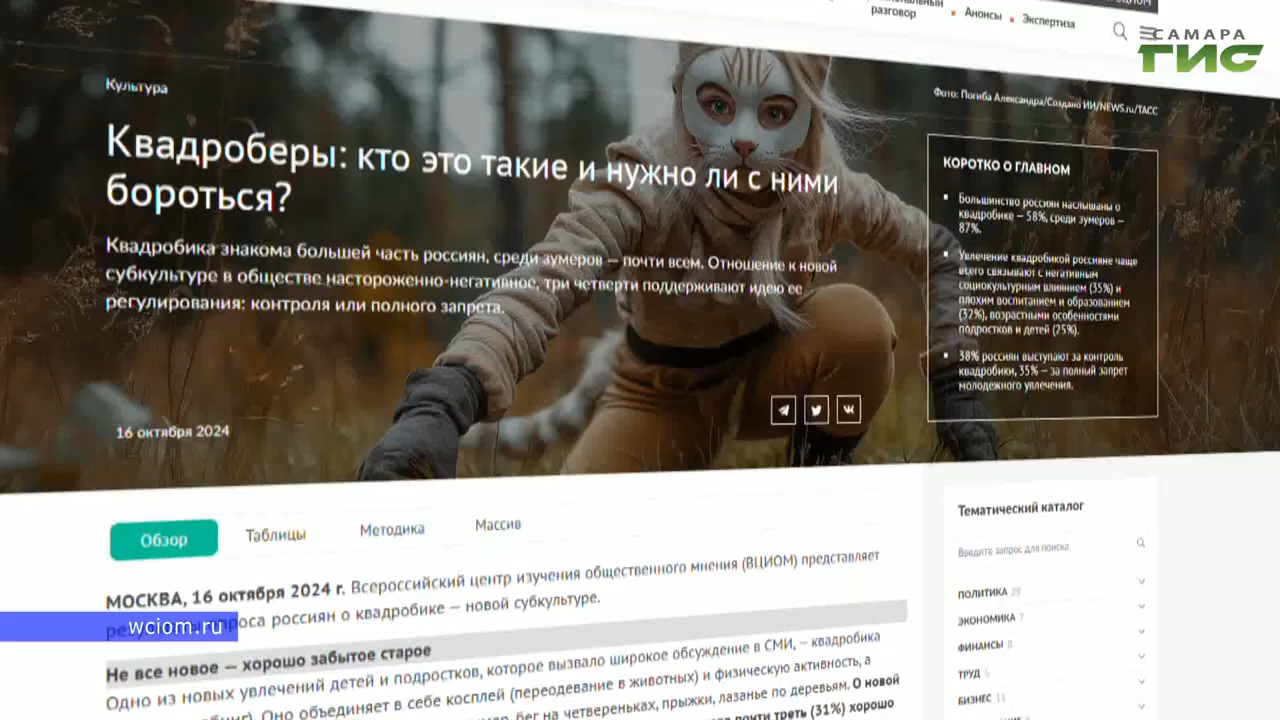 разговор
Анонсы
Экспертиза
САМАРА
ГИС
Культура
Фото: Погиба Александра/Создано ИИ/NEWS.ru/ТАСС
Квадроберы: кто это такие и нужно ли с ними
бороться?
Квадробика знакома большей часть россиян, среди зумеров – почти всем. Отношение к новой
субкультуре в обществе настороженно-негативное, три четверти поддерживают идею ее
регулирования: контроля или полного запрета.
16 октября 2024
КОРОТКО О ГЛАВНОМ
Большинство россиян наслышаны о
квадробике – 58%, среди зумеров –
87%.
Увлечение квадробикой россияне чаще
всего связывают с негативным
социокультурным влиянием (35%) и
плохим воспитанием и образованием
(32%), возрастными особенностями
подростков и детей (25%).
38% россиян выступают за контроль
квадробики, 35% – за полный запрет
молодежного увлечения.
Обзор
Таблицы
Методика
Массив
МОСКВА, 16 октября 2024 г. Всероссийский центр изучения общественного мнения (ВЦИОМ) представляет
опроса россиян о квадробике – новой субкультуре.
wciom.ru
Не все новое – хорошо забытое старое
Одно из новых увлечений детей и подростков, которое вызвало широкое обсуждение в СМИ, – квадробика
Оно объединяет в себе косплей (переодевание в животных) и физическую активность, а
бег на четвереньках, прыжки, лазанье по деревьям. О новой
почти треть (31%) хорошо
Тематический каталог
Введите запрос для поиска
ПОЛИТИКА 29
ЭКОНОМИКА 7
ФИНАНСЫ 8
ТРУД 5
БИЗНЕС 11